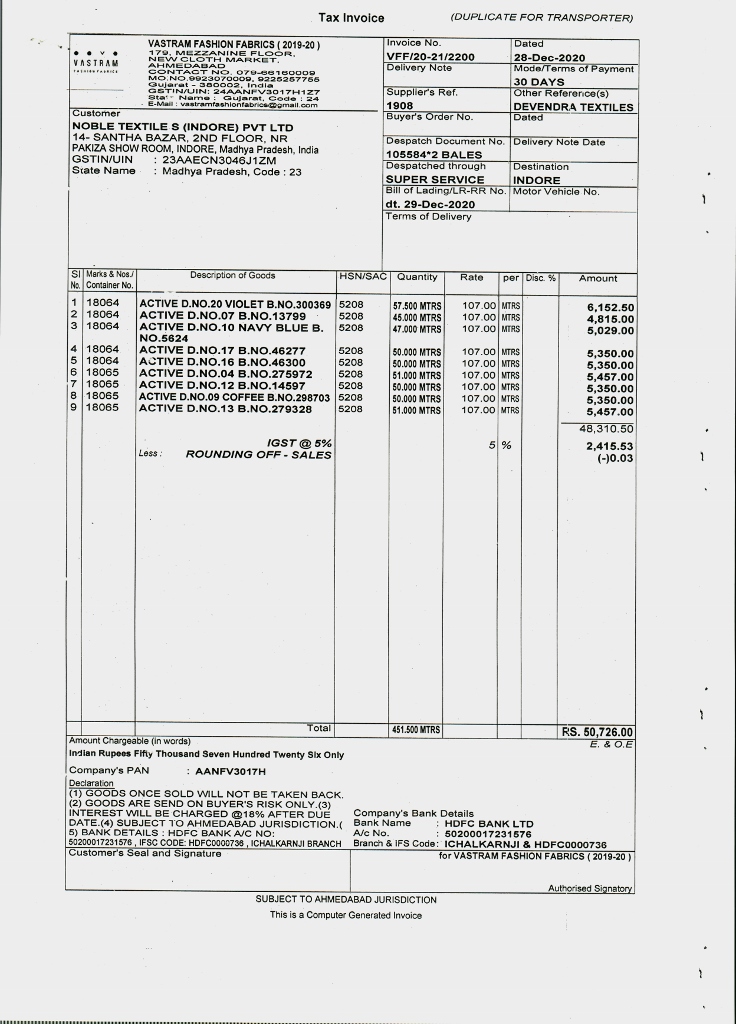 Tax Invoice
(DUPLICATE FOR TRANSPORTER)
VASTRAM
FASHION FABRICS
VASTRAM FASHION FABRICS ( 2019-20 )
179, MEZZANINE FLOOR,
NEW CLOTH MARKET,
AHMEDABAD
CONTACT NO. 079-66160009
MO.NO.9923070009, 9225257755
Gujarat - 380002, India
GSTIN/UIN: 24AANFV3017H1Z7
State Name : Gujarat, Code : 24
E-Mail : vastramfashionfabrics@gmail.com
Invoice No.
VFF/20-21/2200
Dated
28-Dec-2020
Delivery Note
Mode/Terms of Payment
30 DAYS
Supplier's Ref.
1908
Other Reference(s)
DEVENDRA TEXTILES
Customer
NOBLE TEXTILE S (INDORE) PVT LTD
14- SANTHA BAZAR, 2ND FLOOR, NR
PAKIZA SHOW ROOM, INDORE, Madhya Pradesh, India
GSTIN/UIN : 23AAECN3046J1ZM
State Name : Madhya Pradesh, Code : 23
Buyer's Order No.
Dated
Despatch Document No.
105584*2 BALES
Delivery Note Date
Despatched through
SUPER SERVICE
Destination
INDORE
Bill of Lading/LR-RR No.
dt. 29-Dec-2020
Motor Vehicle No.
Terms of Delivery
Sl No. Marks & Nos./ Container No. Description of Goods HSN/SAC Quantity Rate per Disc. % Amount
1 18064 ACTIVE D.NO.20 VIOLET B.NO.300369 5208 57.500 MTRS 107.00 MTRS 6,152.50
2 18064 ACTIVE D.NO.07 B.NO.13799 5208 45.000 MTRS 107.00 MTRS 4,815.00
3 18064 ACTIVE D.NO.10 NAVY BLUE B. 5208 47.000 MTRS 107.00 MTRS 5,029.00
NO.5624
4 18064 ACTIVE D.NO.17 B.NO.46277 5208 50.000 MTRS 107.00 MTRS 5,350.00
5 18064 ACTIVE D.NO.16 B.NO.46300 5208 50.000 MTRS 107.00 MTRS 5,350.00
6 18065 ACTIVE D.NO.04 B.NO.275972 5208 51.000 MTRS 107.00 MTRS 5,457.00
7 18065 ACTIVE D.NO.12 B.NO.14597 5208 50.000 MTRS 107.00 MTRS 5,350.00
8 18065 ACTIVE D.NO.09 COFFEE B.NO.298703 5208 50.000 MTRS 107.00 MTRS 5,350.00
9 18065 ACTIVE D.NO.13 B.NO.279328 5208 51.000 MTRS 107.00 MTRS 5,457.00
48,310.50
IGST @ 5% 5 % 2,415.53
Less : ROUNDING OFF - SALES (-)0.03
Total 451.500 MTRS RS. 50,726.00
Amount Chargeable (in words)
E. & O.E
Indian Rupees Fifty Thousand Seven Hundred Twenty Six Only
Company's PAN : AANFV3017H
Declaration
(1) GOODS ONCE SOLD WILL NOT BE TAKEN BACK.
(2) GOODS ARE SEND ON BUYER'S RISK ONLY.(3)
INTEREST WILL BE CHARGED @18% AFTER DUE
DATE.(4) SUBJECT TO AHMEDABAD JURISDICTION.(
5) BANK DETAILS : HDFC BANK A/C NO:
50200017231576 , IFSC CODE: HDFC0000736 , ICHALKARNJI BRANCH
Company's Bank Details
Bank Name : HDFC BANK LTD
A/c No. : 50200017231576
Branch & IFS Code: ICHALKARNJI & HDFC0000736
Customer's Seal and Signature
for VASTRAM FASHION FABRICS ( 2019-20 )
Authorised Signatory
SUBJECT TO AHMEDABAD JURISDICTION
This is a Computer Generated Invoice